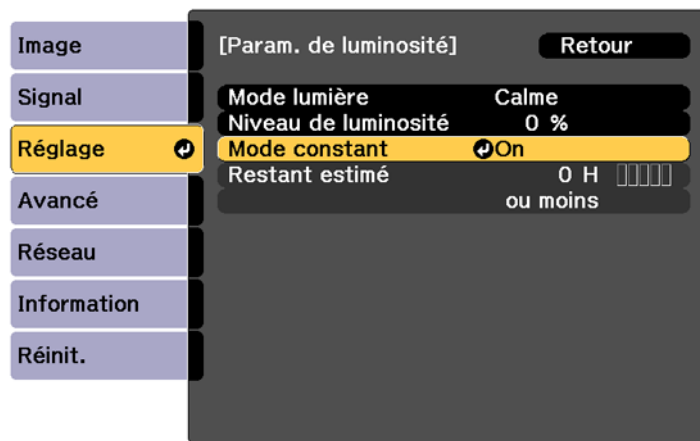 Image
Signal
Réglage
Avancé
Réseau
Information
Réinit.
[Param. de luminosité] Retour
Mode lumière Calme
Niveau de luminosité 0 %
Mode constant On
Restant estimé 0 H
ou moins